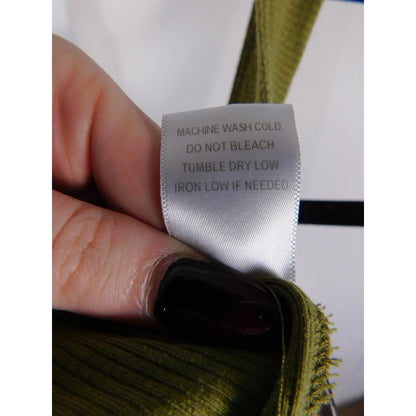 MACHINE WASH COLD
DO NOT BLEACH
TUMBLE DRY LOW
IRON LOW IF NEEDED